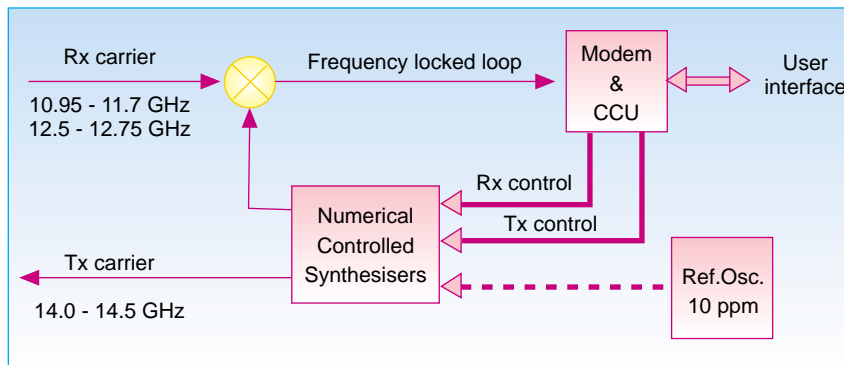 Rx carrier
10.95 - 11.7 GHz
12.5 - 12.75 GHz
Frequency locked loop
Modem
&
CCU
User
interface
Rx control
Tx control
Numerical
Controlled
Synthesisers
Tx carrier
14.0 - 14.5 GHz
Ref.Osc.
10 ppm